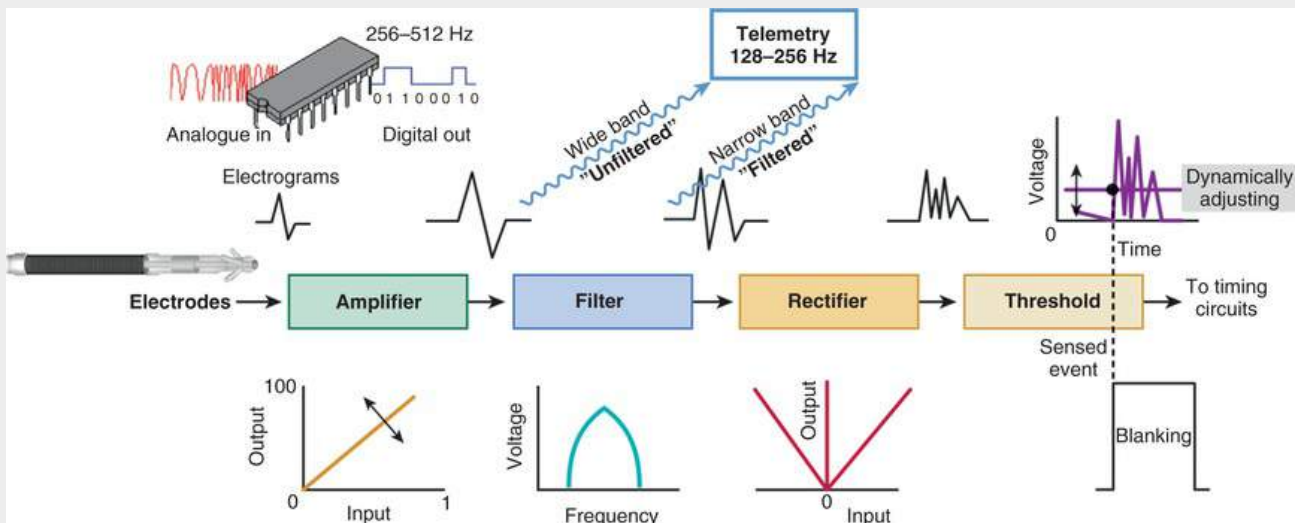 256–512 Hz
0 1 1 0 0 0 1 0
Analogue in
Digital out
Telemetry
128–256 Hz
Wide band
"Unfiltered"
Narrow band
"Filtered"
Electrograms
Voltage
0
Time
Dynamically
adjusting
Electrodes
Amplifier
Filter
Rectifier
Threshold
To timing
circuits
Sensed
event
100
Output
0
Input
1
Voltage
Frequency
Output
0
Input
Blanking